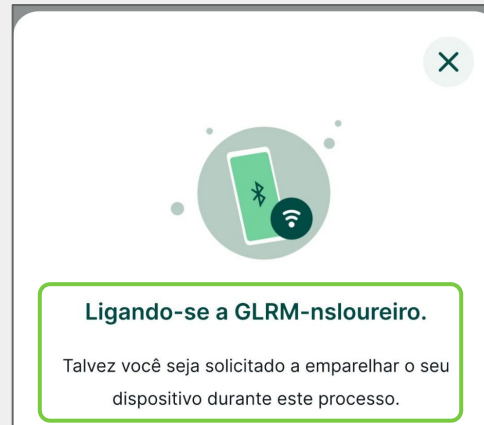 Ligando-se a GLRM-nsloureiro.
Talvez você seja solicitado a emparelhar o seu
dispositivo durante este processo.